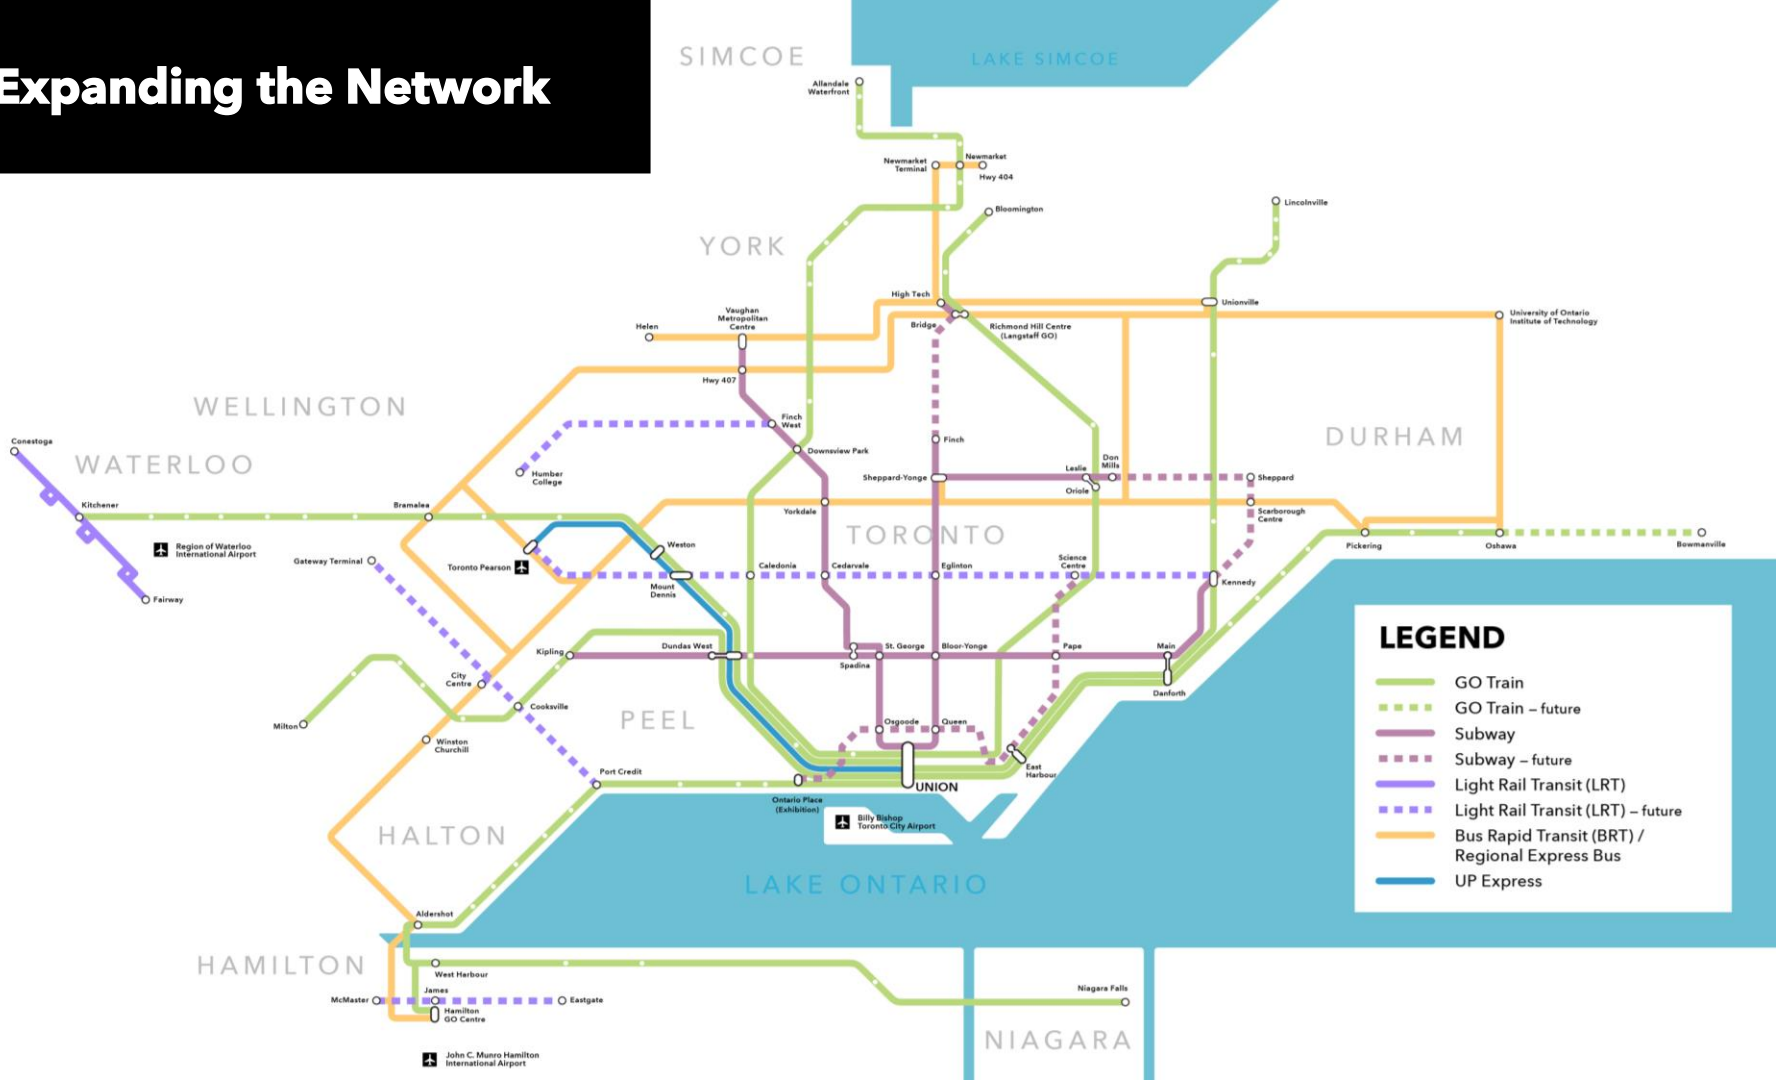 Expanding the Network
SIMCOE
LAKE SIMCOE
Allandale
Waterfront
Newmarket
Terminal
Newmarket
Hwy 404
Bloomington
Lincolnville
YORK
High Tech
Unionville
Vaughan
Metropolitan
Centre
Helen
Bridge
Richmond Hill Centre
(Langstaff GO)
University of Ontario
Institute of Technology
Hwy 407
WELLINGTON
Finch
West
DURHAM
Conestoga
WATERLOO
Finch
Downsview Park
Humber
College
Sheppard-Yonge
Leslie
Don
Mills
Oriole
Sheppard
Kitchener
Bramalea
Yorkdale
Scarborough
Centre
TORONTO
Region of Waterloo
International Airport
Weston
Pickering
Oshawa
Bowmanville
Gateway Terminal
Toronto Pearson
Caledonia
Cedarvale
Eglinton
Science
Centre
Kennedy
Mount
Dennis
Fairway
Kipling
Dundas West
Spadina
St. George
Bloor-Yonge
Pape
Main
City
Centre
Danforth
Cooksville
Milton
PEEL
Osgoode
Queen
Winston
Churchill
Port Credit
East
Harbour
UNION
Ontario Place
(Exhibition)
Billy Bishop
Toronto City Airport
HALTON
LAKE ONTARIO
Aldershot
HAMILTON
West Harbour
James
McMaster
Eastgate
Hamilton
GO Centre
Niagara Falls
NIAGARA
John C. Munro Hamilton
International Airport
LEGEND
GO Train
GO Train – future
Subway
Subway – future
Light Rail Transit (LRT)
Light Rail Transit (LRT) – future
Bus Rapid Transit (BRT) /
Regional Express Bus
UP Express